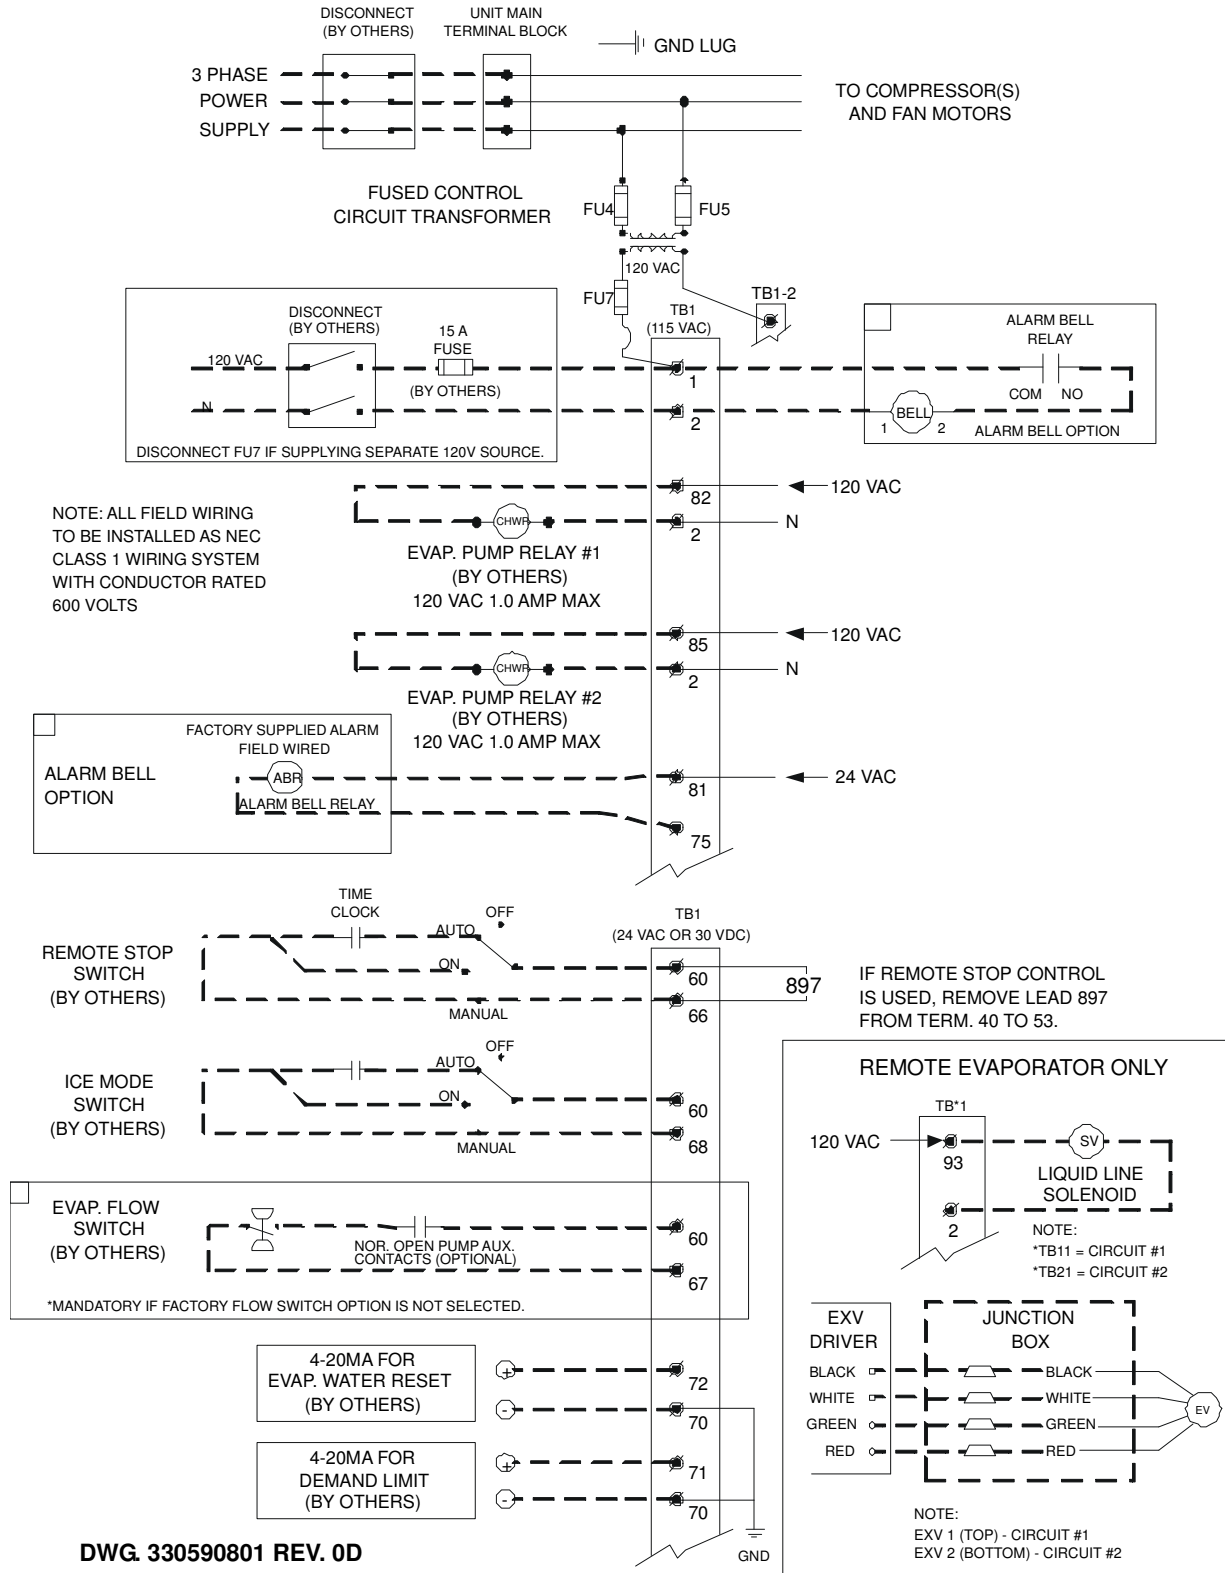 DISCONNECT
(BY OTHERS)
UNIT MAIN
TERMINAL BLOCK
GND LUG
3 PHASE
POWER
SUPPLY
TO COMPRESSOR(S)
AND FAN MOTORS
FUSED CONTROL
CIRCUIT TRANSFORMER
FU4
FU5
120 VAC
FU7
TB1-2
TB1
(115 VAC)
DISCONNECT
(BY OTHERS)
15 A
FUSE
(BY OTHERS)
120 VAC
N
DISCONNECT FU7 IF SUPPLYING SEPARATE 120V SOURCE.
1
2
ALARM BELL
RELAY
COM NO
BELL
1 2
ALARM BELL OPTION
82
120 VAC
2
N
CHWR
EVAP. PUMP RELAY #1
(BY OTHERS)
120 VAC 1.0 AMP MAX
NOTE: ALL FIELD WIRING
TO BE INSTALLED AS NEC
CLASS 1 WIRING SYSTEM
WITH CONDUCTOR RATED
600 VOLTS
85
120 VAC
2
N
CHWR
EVAP. PUMP RELAY #2
(BY OTHERS)
120 VAC 1.0 AMP MAX
FACTORY SUPPLIED ALARM
FIELD WIRED
ALARM BELL
OPTION
ABR
ALARM BELL RELAY
81
24 VAC
75
TIME
CLOCK
OFF
AUTO
ON
MANUAL
REMOTE STOP
SWITCH
(BY OTHERS)
TB1
(24 VAC OR 30 VDC)
60
66
897
IF REMOTE STOP CONTROL
IS USED, REMOVE LEAD 897
FROM TERM. 40 TO 53.
ICE MODE
SWITCH
(BY OTHERS)
OFF
AUTO
ON
MANUAL
60
68
EVAP. FLOW
SWITCH
(BY OTHERS)
NOR. OPEN PUMP AUX.
CONTACTS (OPTIONAL)
60
67
*MANDATORY IF FACTORY FLOW SWITCH OPTION IS NOT SELECTED.
4-20MA FOR
EVAP. WATER RESET
(BY OTHERS)
+
-
72
70
4-20MA FOR
DEMAND LIMIT
(BY OTHERS)
+
-
71
70
GND
REMOTE EVAPORATOR ONLY
TB*1
120 VAC
93
SV
LIQUID LINE
SOLENOID
2
NOTE:
*TB11 = CIRCUIT #1
*TB21 = CIRCUIT #2
EXV
DRIVER
JUNCTION
BOX
BLACK BLACK
WHITE WHITE
GREEN GREEN
RED RED
EV
NOTE:
EXV 1 (TOP) - CIRCUIT #1
EXV 2 (BOTTOM) - CIRCUIT #2
DWG. 330590801 REV. 0D